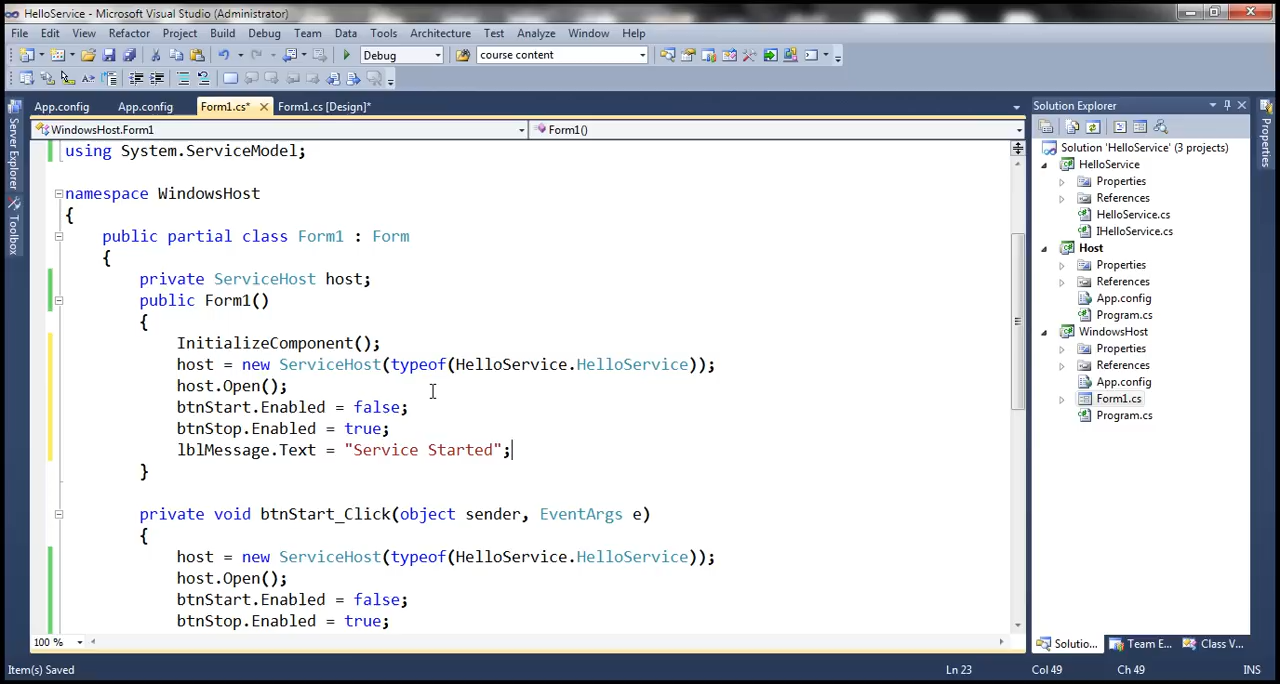 HelloService - Microsoft Visual Studio (Administrator)
File Edit View Refactor Project Build Debug Team Data Tools Architecture Test Analyze Window Help
Debug course content
App.config App.config Form1.cs* Form1.cs [Design]*
WindowsHost.Form1 Form1()
using System.ServiceModel;
namespace WindowsHost
{
public partial class Form1 : Form
{
private ServiceHost host;
public Form1()
{
InitializeComponent();
host = new ServiceHost(typeof(HelloService.HelloService));
host.Open();
btnStart.Enabled = false;
btnStop.Enabled = true;
lblMessage.Text = "Service Started";
}
private void btnStart_Click(object sender, EventArgs e)
{
host = new ServiceHost(typeof(HelloService.HelloService));
host.Open();
btnStart.Enabled = false;
btnStop.Enabled = true;
100 %
Server Explorer
Toolbox
Solution Explorer
Solution 'HelloService' (3 projects)
HelloService
Properties
References
HelloService.cs
IHelloService.cs
Host
Properties
References
App.config
Program.cs
WindowsHost
Properties
References
App.config
Form1.cs
Program.cs
Solutio... Team E... Class V...
Properties
Item(s) Saved Ln 23 Col 49 Ch 49 INS